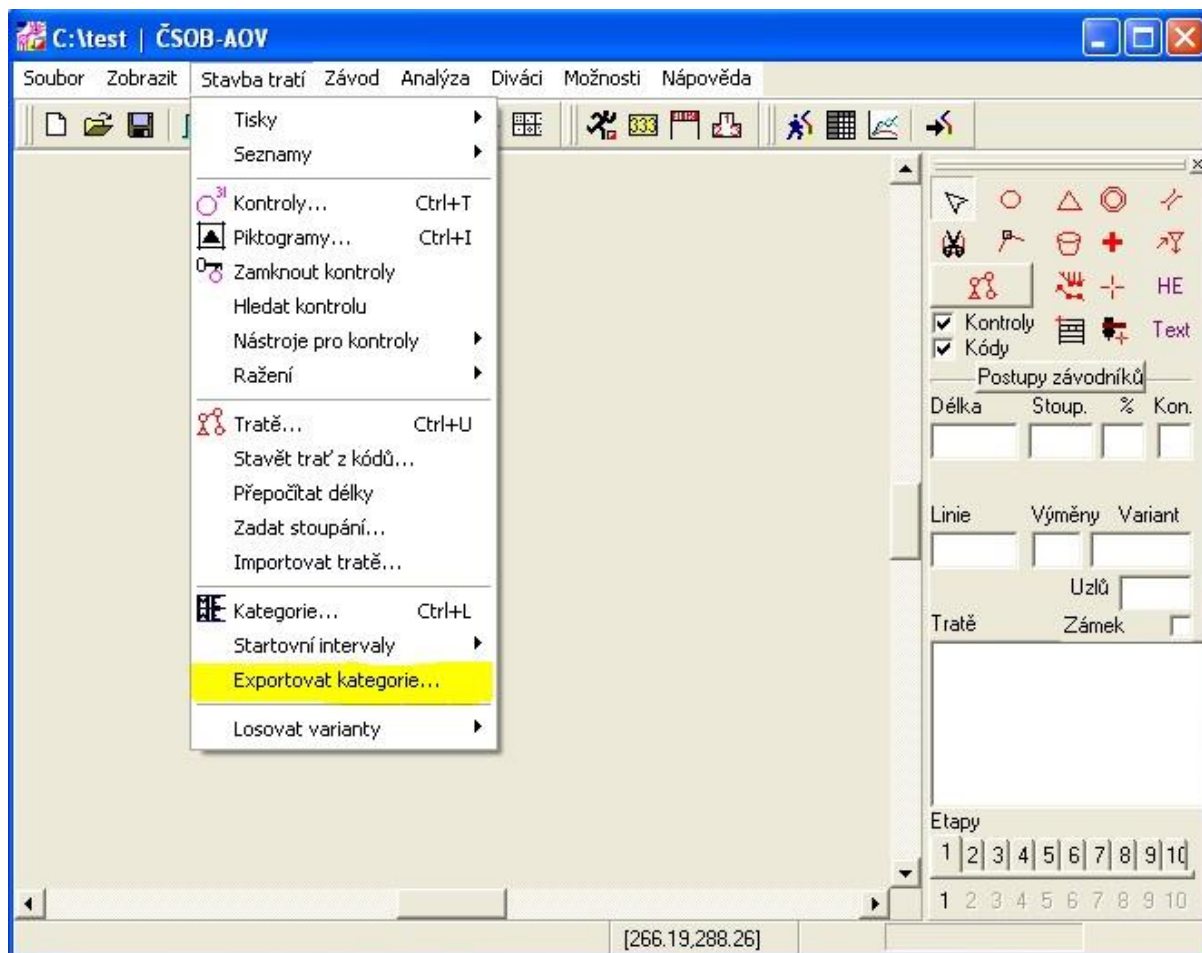 C:\test | ČSOB-AOV
Soubor Zobrazit Stavba tratí Závod Analýza Diváci Možnosti Nápověda
333
Tisky
Seznamy
31
Kontroly... Ctrl+T
Piktogramy... Ctrl+I
Zamknout kontroly
Hledat kontrolu
Nástroje pro kontroly
Ražení
Tratě... Ctrl+U
Stavět trať z kódů...
Přepočítat délky
Zadat stoupání...
Importovat tratě...
Kategorie... Ctrl+L
Startovní intervaly
Exportovat kategorie...
Losovat varianty
HE
Kontroly
Kódy
Text
Postupy závodníků
Délka Stoup. % Kon.
Linie Výměny Variant
Uzlů
Tratě Zámek
Etapy
1 2 3 4 5 6 7 8 9 10
1 2 3 4 5 6 7 8 9 10
[266.19,288.26]